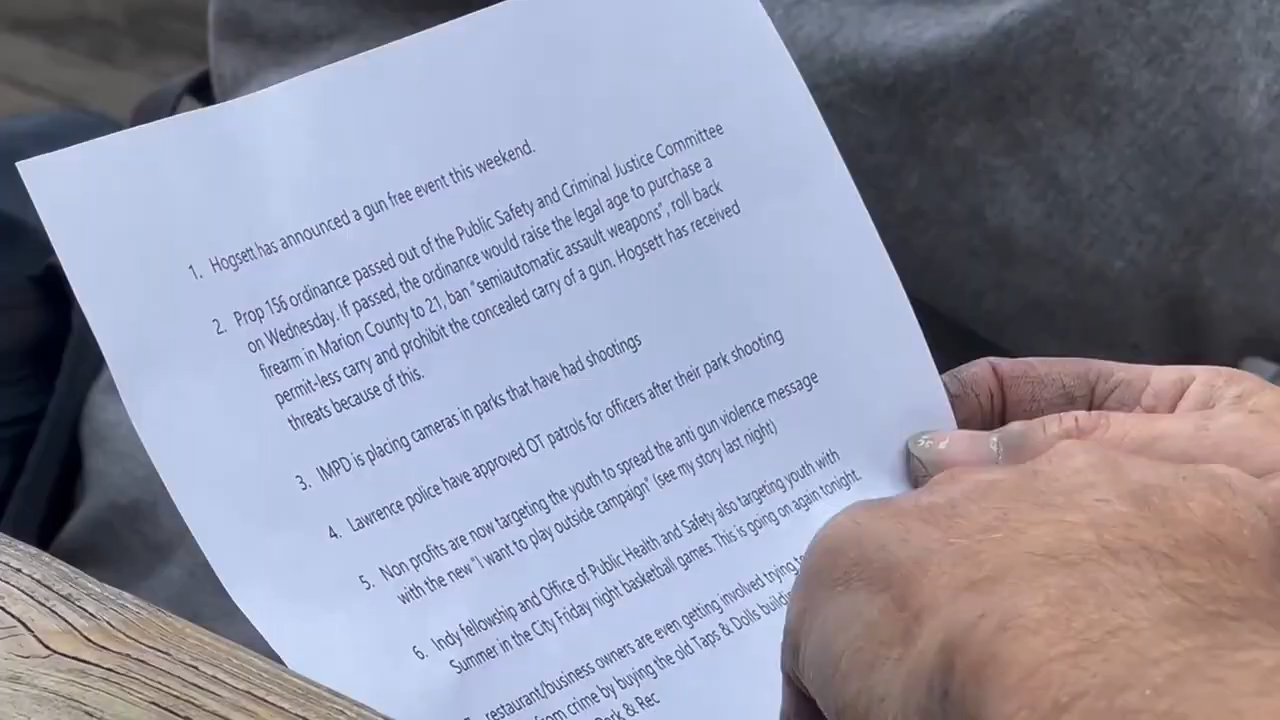 1. Hogsett has announced a gun free event this weekend.
2. Prop 156 ordinance passed out of the Public Safety and Criminal Justice Committee
on Wednesday. If passed, the ordinance would raise the legal age to purchase a
firearm in Marion County to 21, ban "semiautomatic assault weapons", roll back
permit-less carry and prohibit the concealed carry of a gun. Hogsett has received
threats because of this.
3. IMPD is placing cameras in parks that have had shootings
4. Lawrence police have approved OT patrols for officers after their park shooting
5. Non profits are now targeting the youth to spread the anti gun violence message
with the new "I want to play outside campaign" (see my story last night)
6. Indy fellowship and Office of Public Health and Safety also targeting youth with
Summer in the City Friday night basketball games. This is going on again tonight.
restaurant/business owners are even getting involved trying
from crime by buying the old Taps & Dolls
& Rec